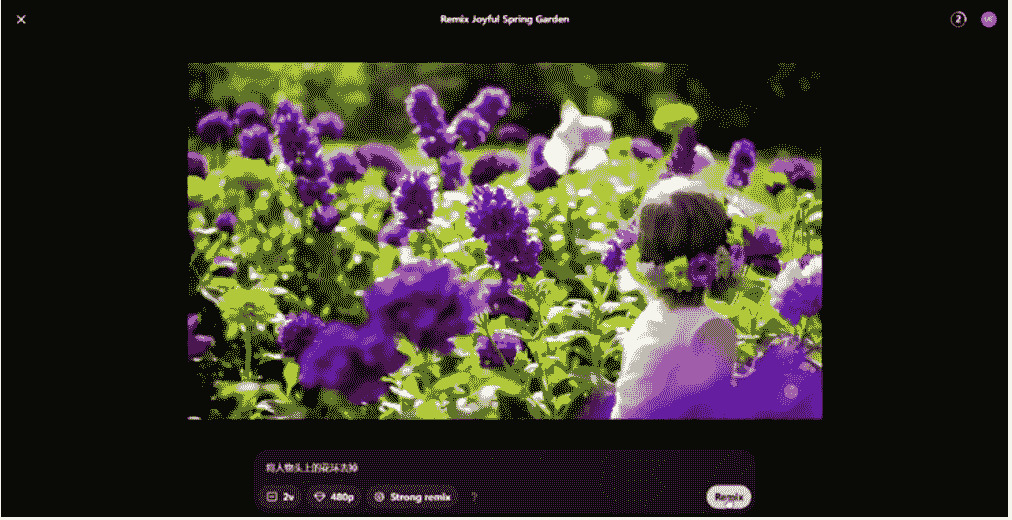 Remix Joyful Spring Garden
2
将人物头上的花环去掉
2v
480p
Strong remix
?
Remix